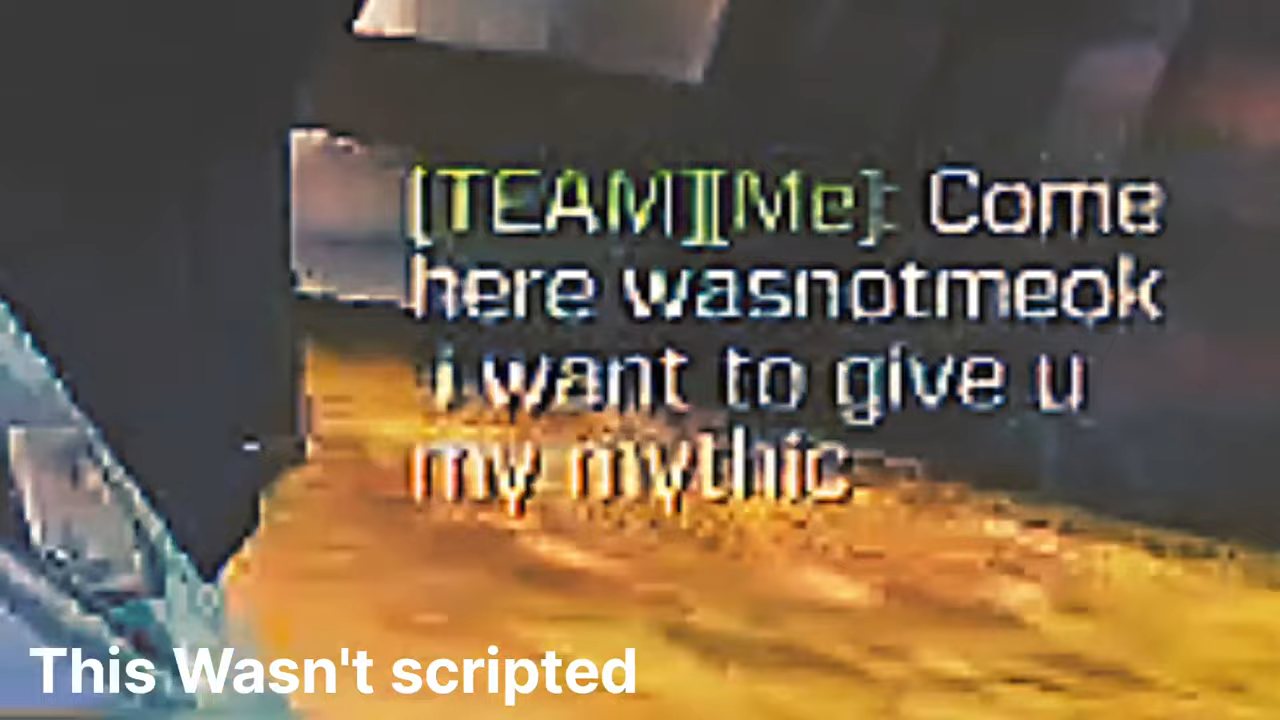 [TEAM][Me]: Come
here wasnotmeok
i want to give u
my mythic
This Wasn't scripted